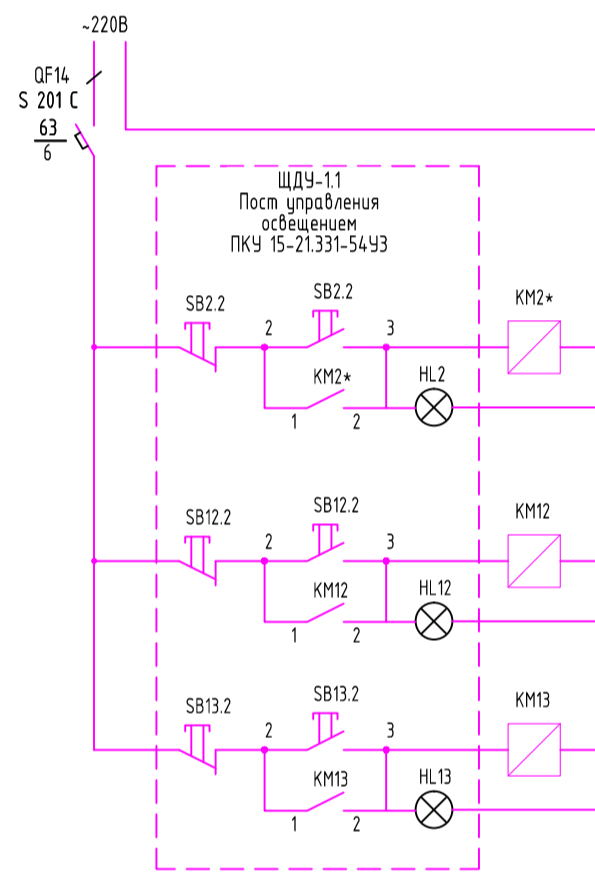 ~220В
QF14
S 201 C
63
6
ЩДУ-1.1
Пост управления
освещением
ПКУ 15-21.331-54У3
SB2.2
SB2.2
KM2*
2
3
KM2*
HL2
1
2
SB12.2
SB12.2
KM12
2
3
KM12
HL12
1
2
SB13.2
SB13.2
KM13
2
3
KM13
HL13
1
2